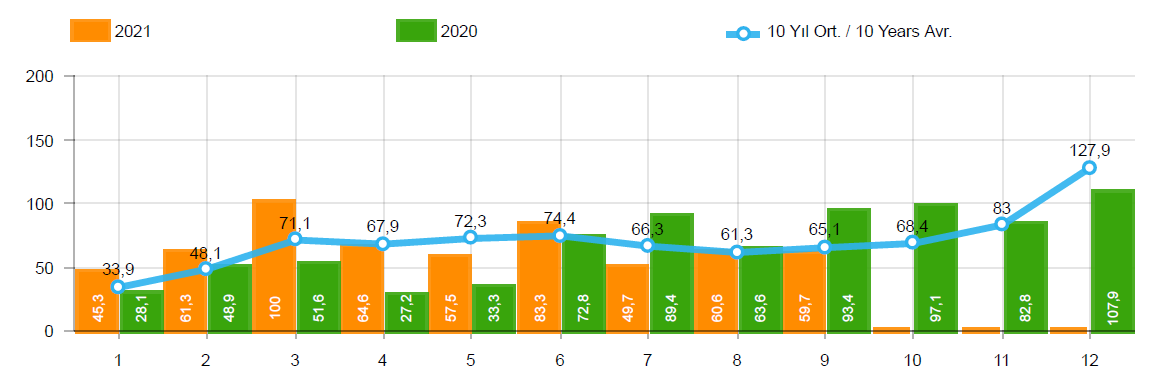 2021 2020 10 Yıl Ort. / 10 Years Avr.
200
150
100
50
0
33,9 48,1 71,1 67,9 72,3 74,4 66,3 61,3 65,1 68,4 83 127,9
45,3 28,1 61,3 48,9 100 51,6 64,6 27,2 57,5 33,3 83,3 72,8 49,7 89,4 60,6 63,6 59,7 93,4 97,1 82,8 107,9
1 2 3 4 5 6 7 8 9 10 11 12